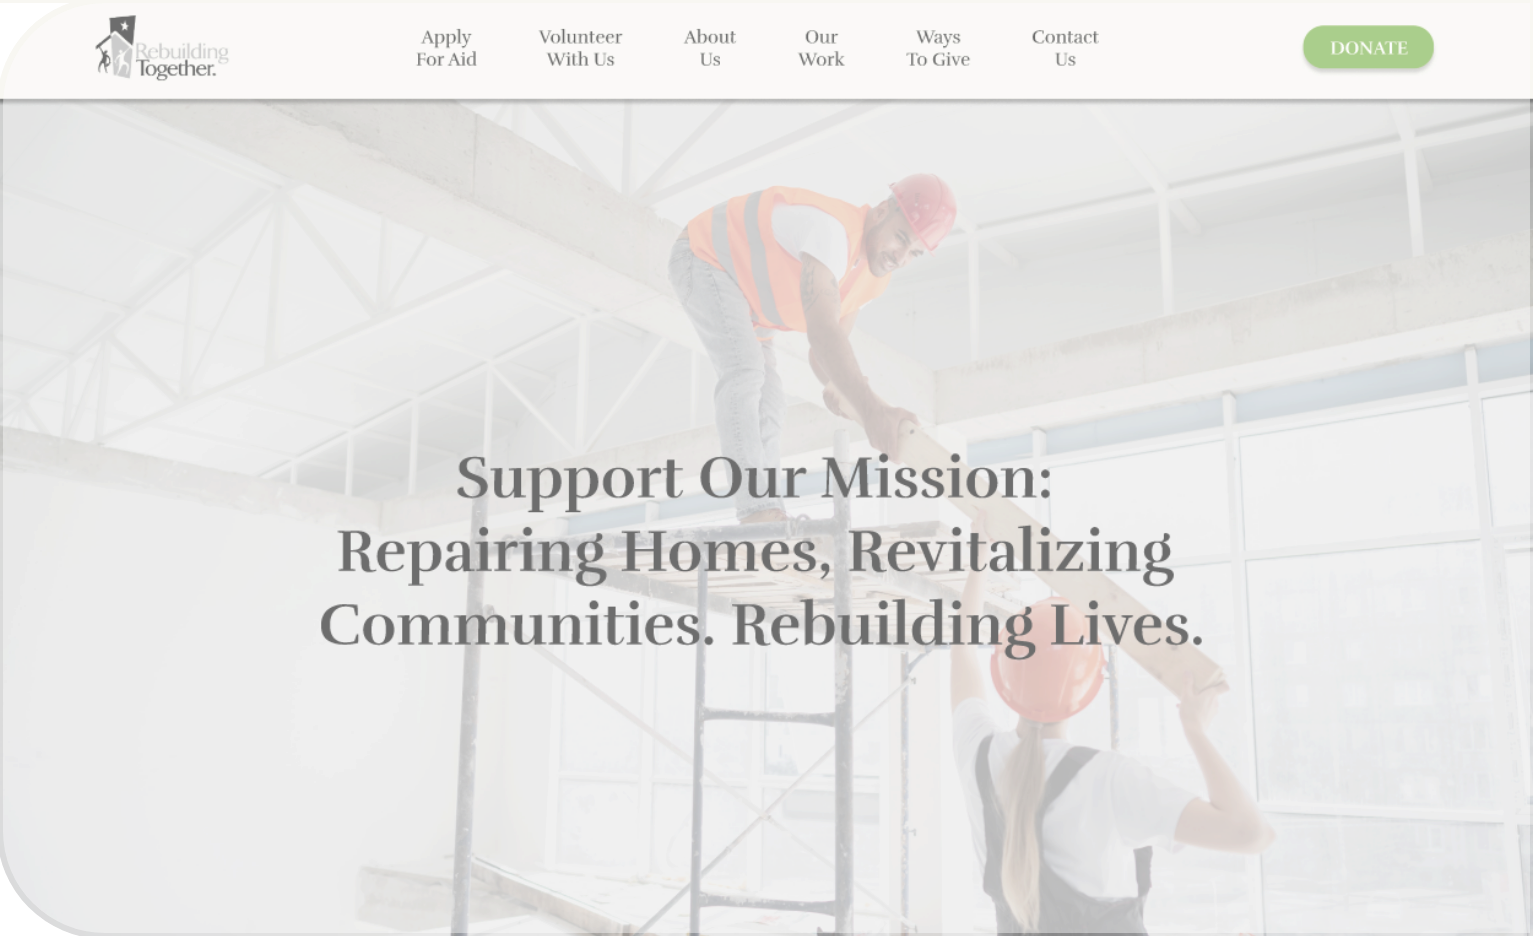 Rebuilding
Together.
Apply
For Aid
Volunteer
With Us
About
Us
Our
Work
Ways
To Give
Contact
Us
DONATE
Support Our Mission:
Repairing Homes, Revitalizing
Communities. Rebuilding Lives.